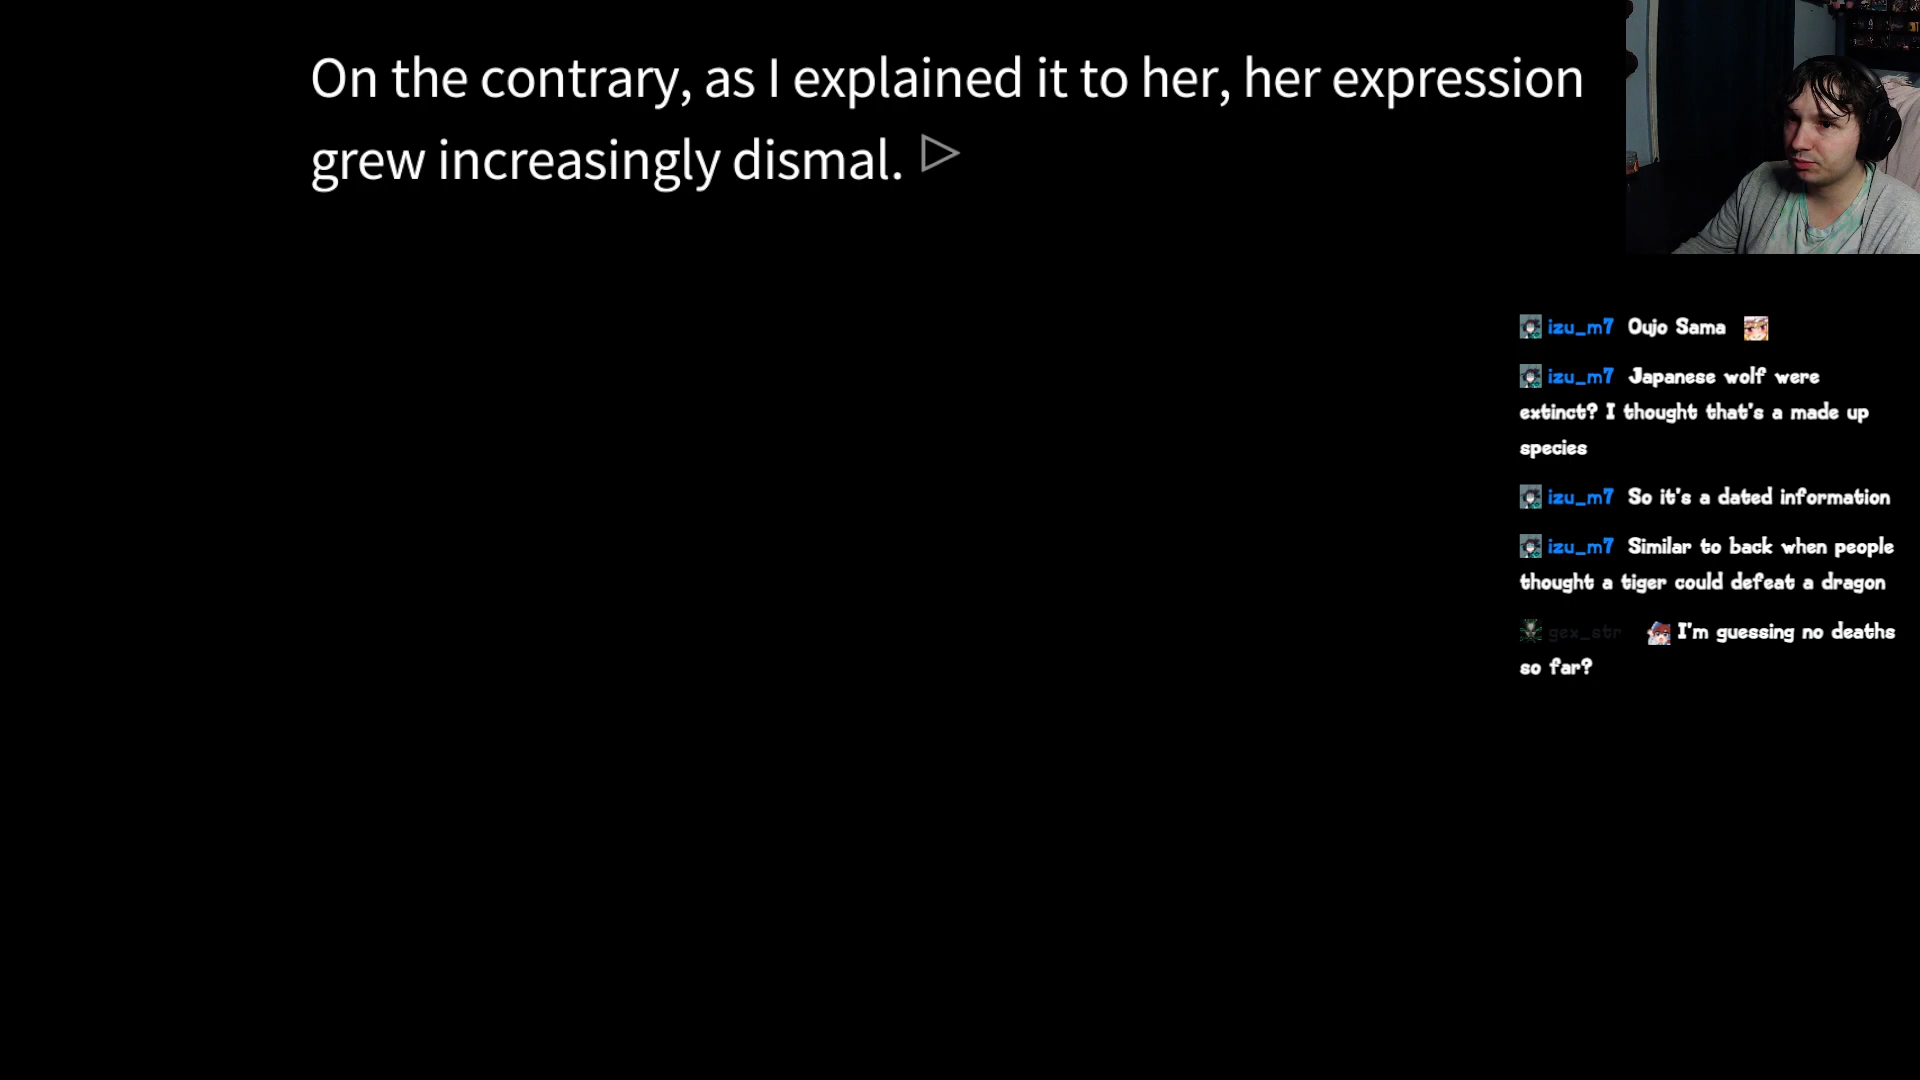 On the contrary, as I explained it to her, her expression
grew increasingly dismal.
izu_m7 Oujo Sama
izu_m7 Japanese wolf were
extinct? I thought that's a made up
species
izu_m7 So it's a dated information
izu_m7 Similar to back when people
thought a tiger could defeat a dragon
gex_str I'm guessing no deaths
so far?